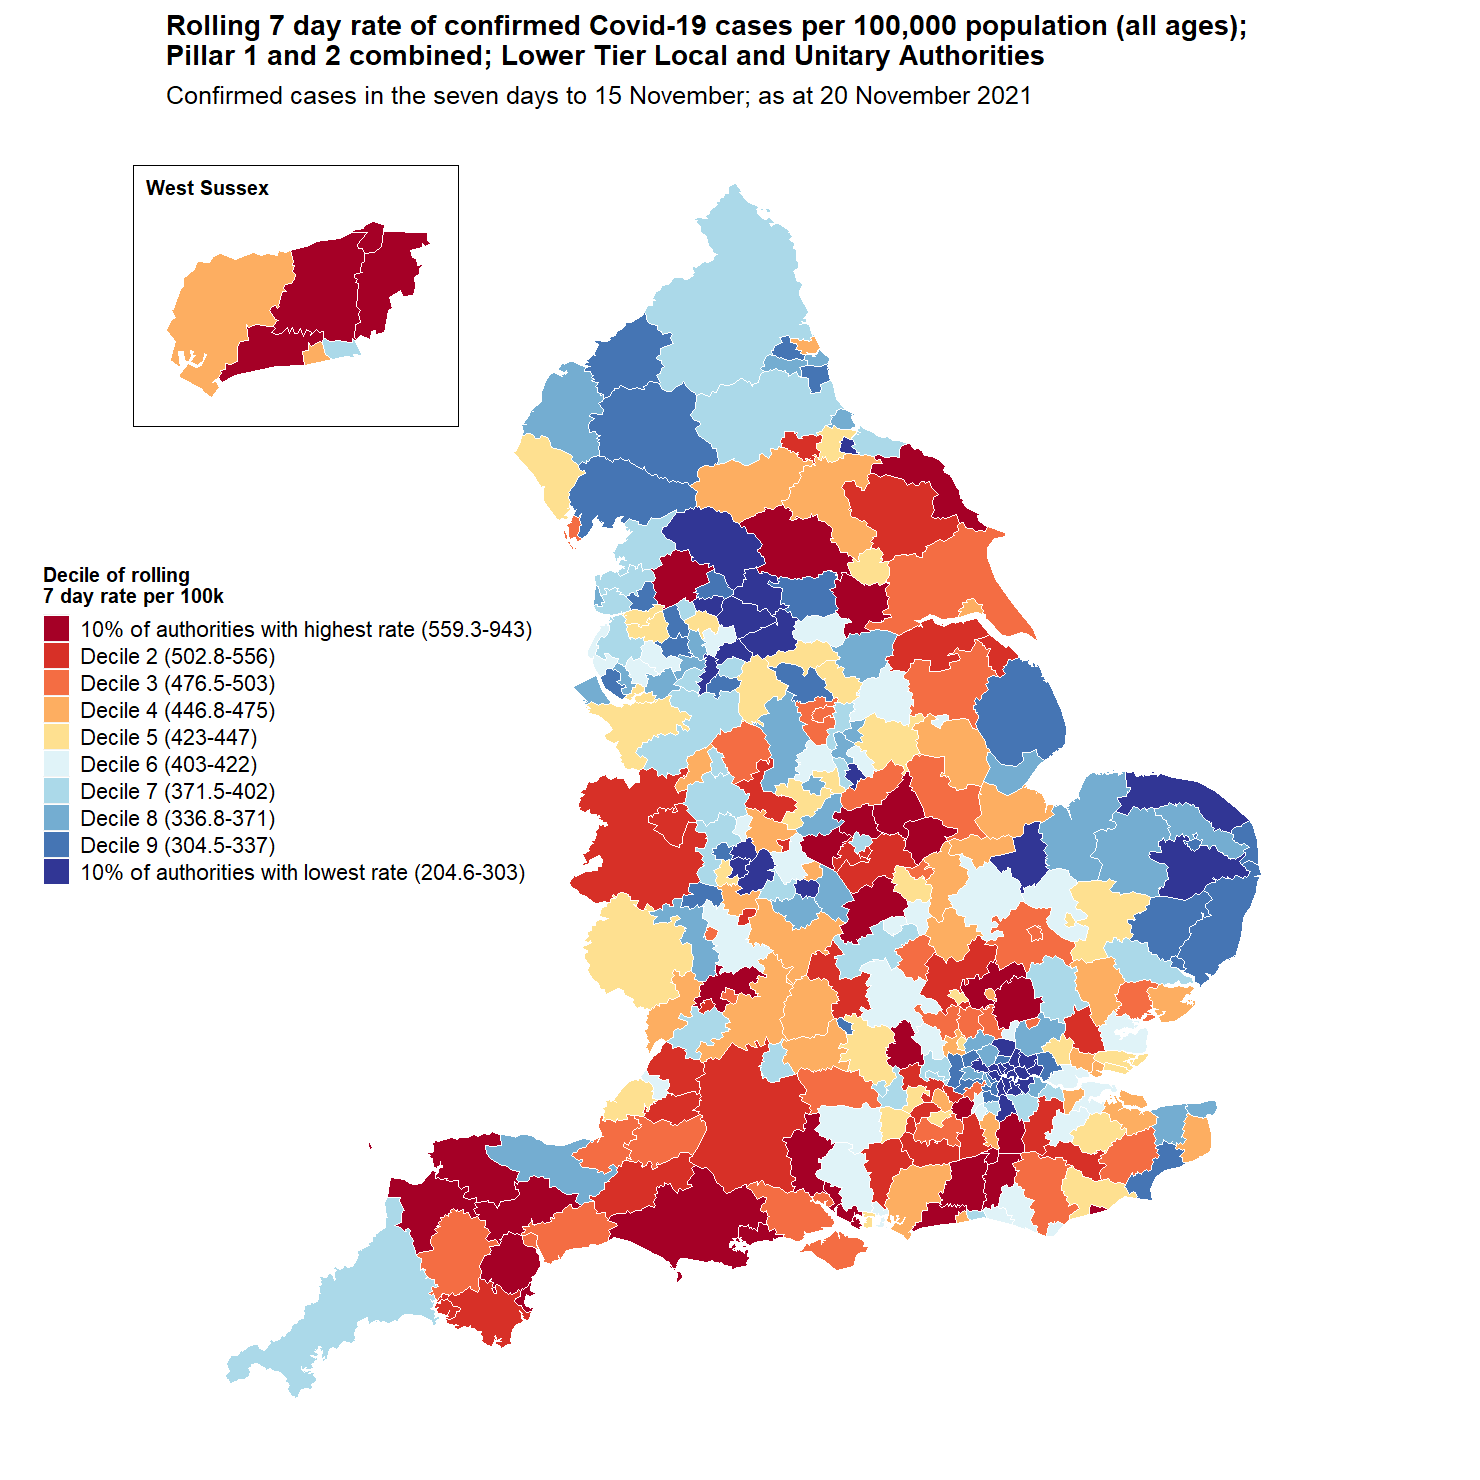 Rolling 7 day rate of confirmed Covid-19 cases per 100,000 population (all ages);
Pillar 1 and 2 combined; Lower Tier Local and Unitary Authorities
Confirmed cases in the seven days to 15 November; as at 20 November 2021
West Sussex
Decile of rolling
7 day rate per 100k
10% of authorities with highest rate (559.3-943)
Decile 2 (502.8-556)
Decile 3 (476.5-503)
Decile 4 (446.8-475)
Decile 5 (423-447)
Decile 6 (403-422)
Decile 7 (371.5-402)
Decile 8 (336.8-371)
Decile 9 (304.5-337)
10% of authorities with lowest rate (204.6-303)